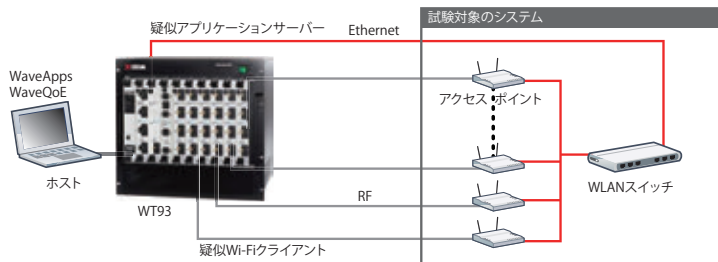 試験対象のシステム
疑似アプリケーションサーバー
Ethernet
WaveApps
WaveQoE
アクセス ポイント
ホスト
WT93
RF
WLANスイッチ
疑似Wi-Fiクライアント